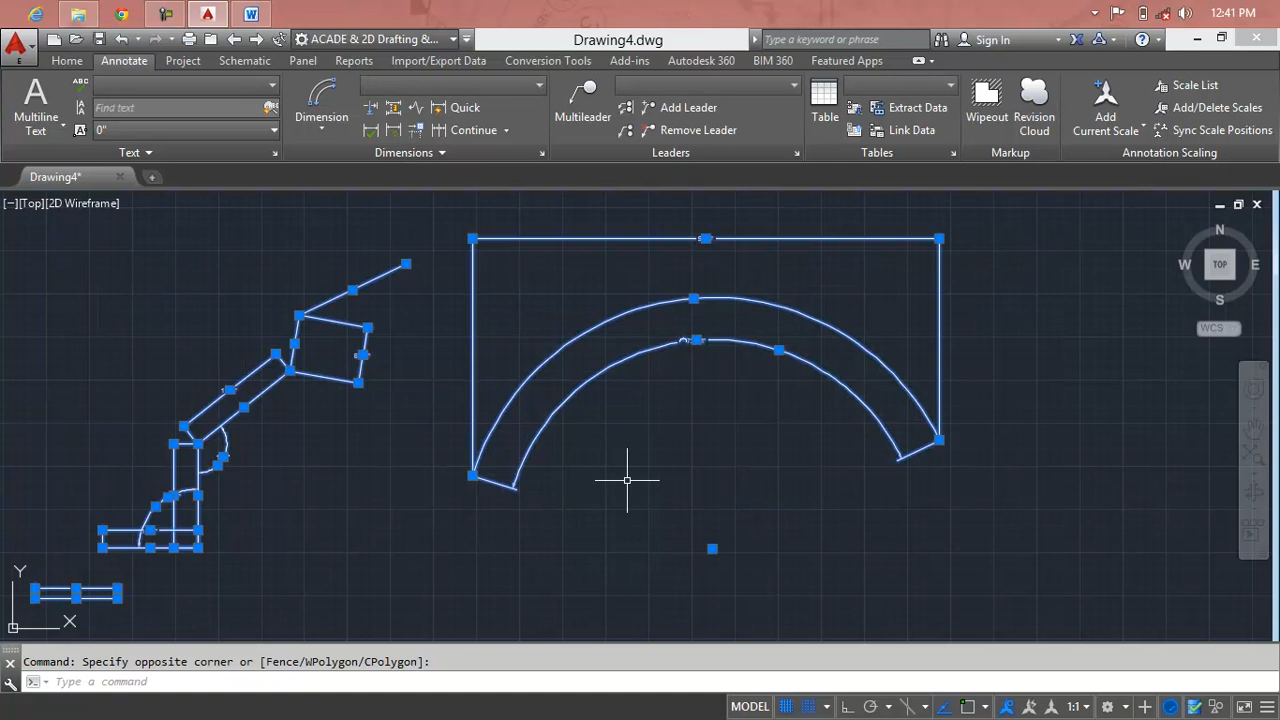 12:41 PM
ACADE & 2D Drafting &...
Drawing4.dwg
Type a keyword or phrase
Sign In
E
Home
Annotate
Project
Schematic
Panel
Reports
Import/Export Data
Conversion Tools
Add-ins
Autodesk 360
BIM 360
Featured Apps
Multiline
Text
ABC
Find text
0"
Dimension
Quick
Continue
Multileader
Add Leader
Remove Leader
Table
Extract Data
Link Data
Wipeout
Revision
Cloud
Add
Current Scale
Scale List
Add/Delete Scales
Sync Scale Positions
Text
Dimensions
Leaders
Tables
Markup
Annotation Scaling
Drawing4*
[−][Top][2D Wireframe]
N
W
TOP
E
S
WCS
Y
X
Command: Specify opposite corner or [Fence/WPolygon/CPolygon]:
Type a command
MODEL
1:1